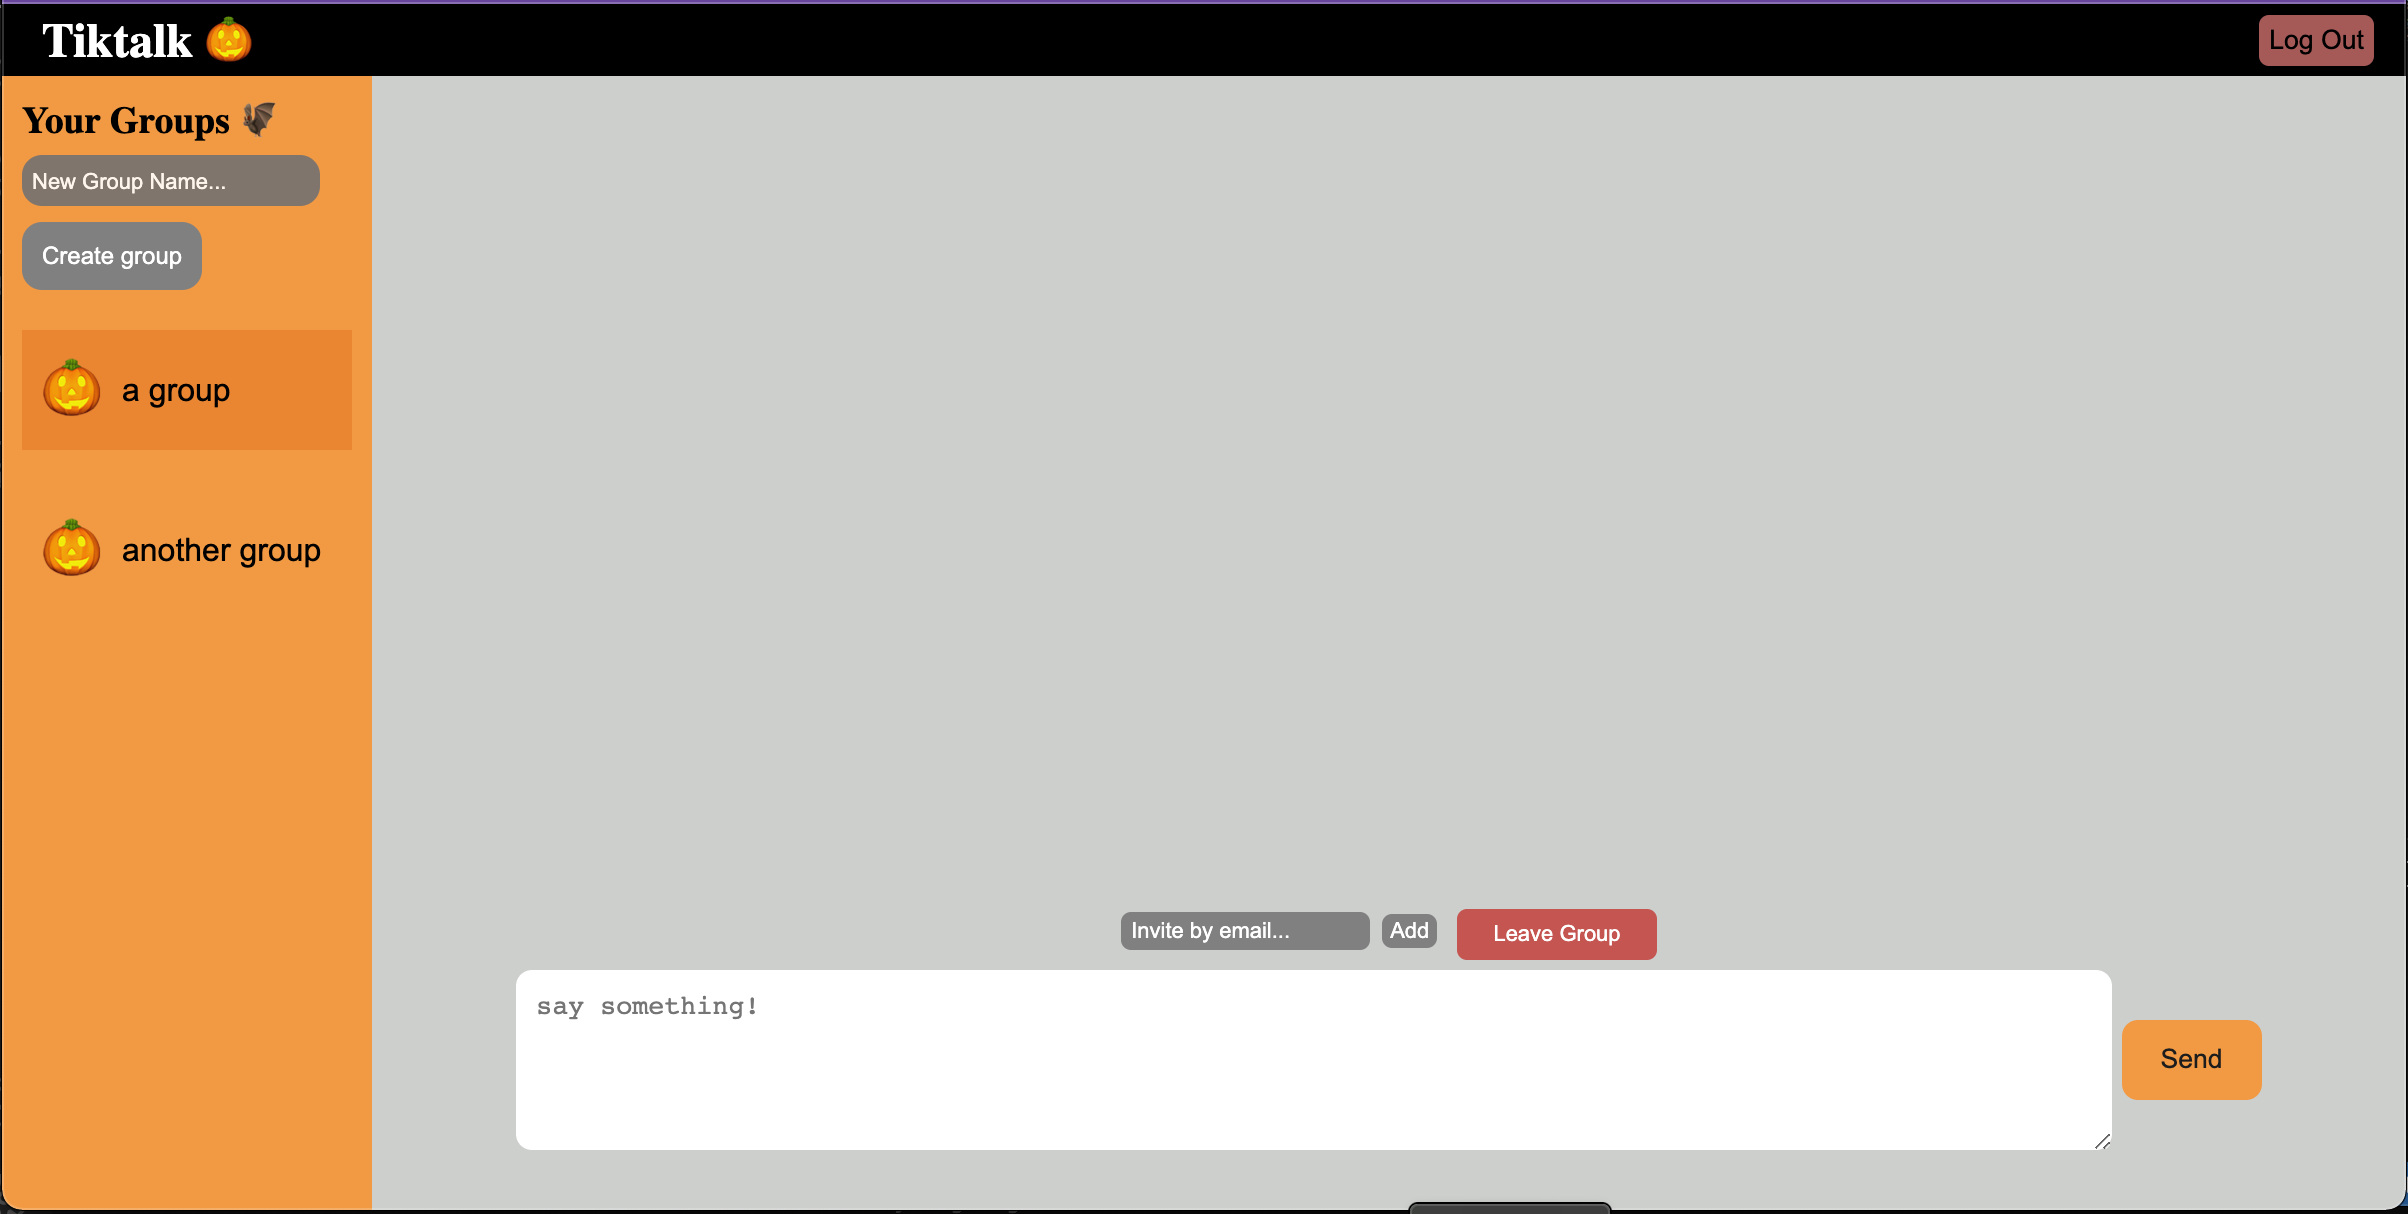 Tiktalk 🎃
Log Out
Your Groups 🦇
New Group Name...
Create group
🎃 a group
🎃 another group
Invite by email...
Add
Leave Group
say something!
Send